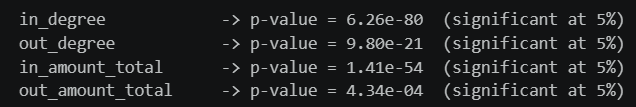 in_degree -> p-value = 6.26e-80 (significant at 5%)
out_degree -> p-value = 9.80e-21 (significant at 5%)
in_amount_total -> p-value = 1.41e-54 (significant at 5%)
out_amount_total -> p-value = 4.34e-04 (significant at 5%)